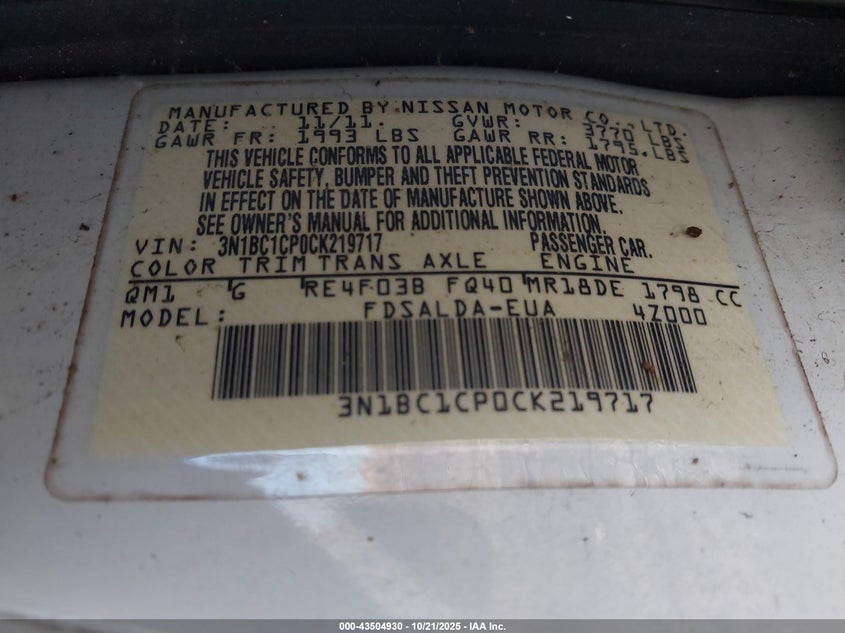 MANUFACTURED BY NISSAN MOTOR CO., LTD.
DATE: 11/11. GVWR: 3770 LBS
GAWR FR: 1993 LBS GAWR RR: 1795.LBS
THIS VEHICLE CONFORMS TO ALL APPLICABLE FEDERAL MOTOR
VEHICLE SAFETY, BUMPER AND THEFT PREVENTION STANDARDS
IN EFFECT ON THE DATE OF MANUFACTURE SHOWN ABOVE.
SEE OWNER'S MANUAL FOR ADDITIONAL INFORMATION.
VIN: 3N1BC1CP0CK219717 PASSENGER CAR.
COLOR TRIM TRANS AXLE ENGINE
QM1 G RE4F03B FQ40 MR18DE 1798 CC
MODEL: FDSALDA-EUA 4Z000
3N1BC1CP0CK219717
000-43504930 - 10/21/2025 - IAA Inc.